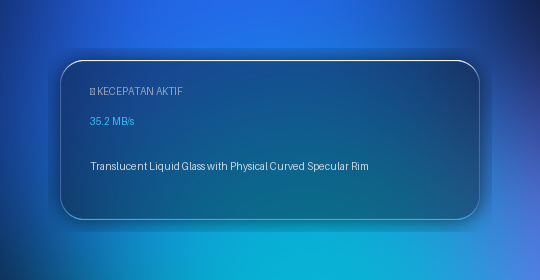 KECEPATAN AKTIF
35.2 MB/s
Translucent Liquid Glass with Physical Curved Specular Rim